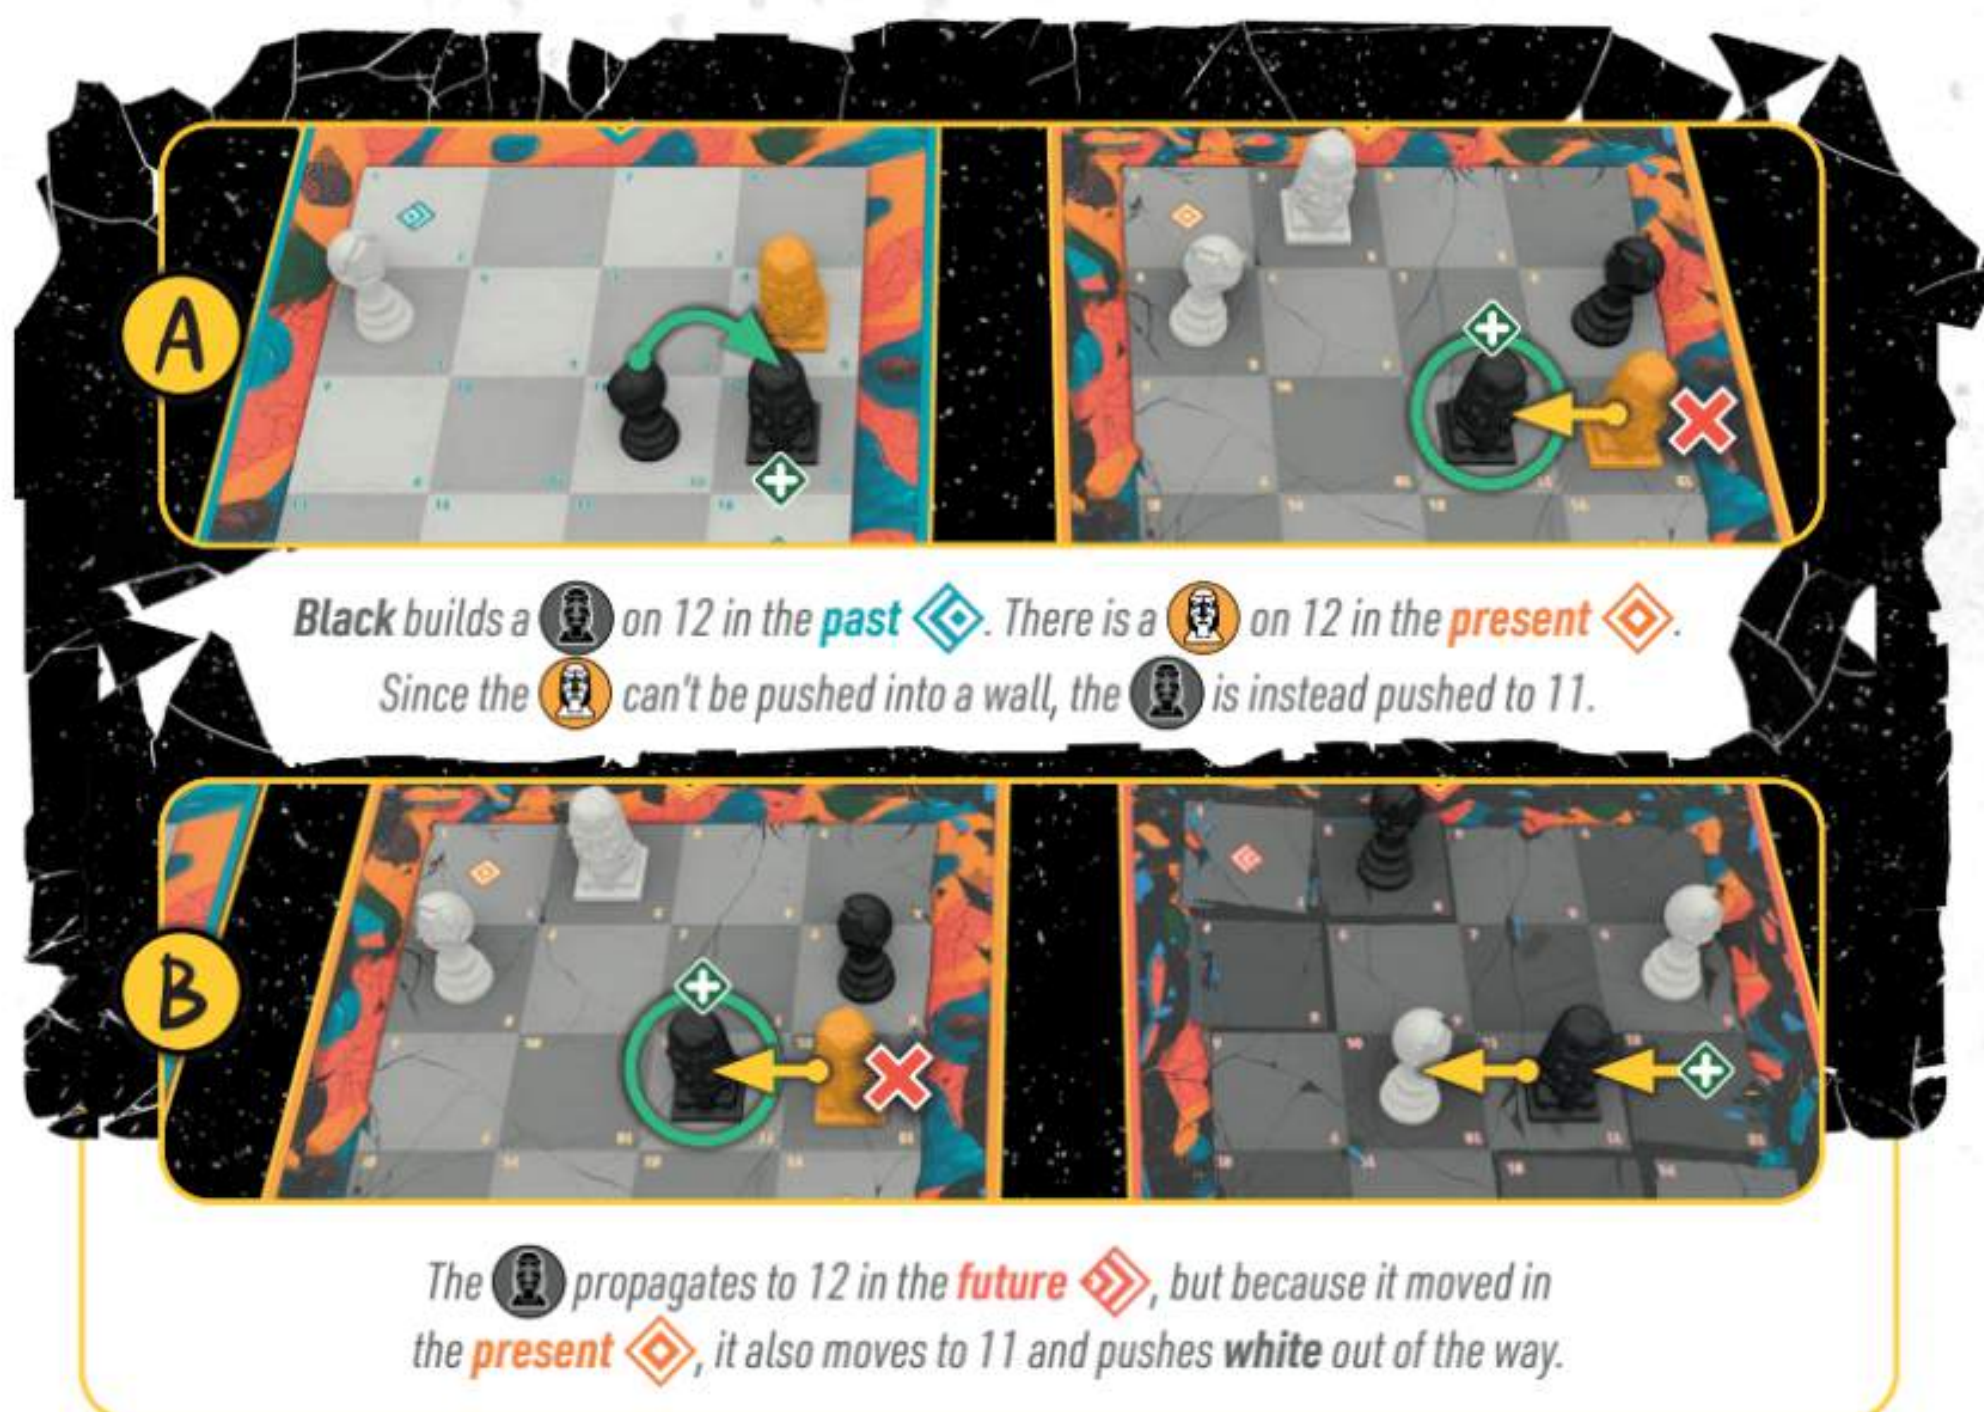 A
Black builds a on 12 in the past . There is a on 12 in the present .
Since the can't be pushed into a wall, the is instead pushed to 11.
B
The propagates to 12 in the future , but because it moved in
the present , it also moves to 11 and pushes white out of the way.